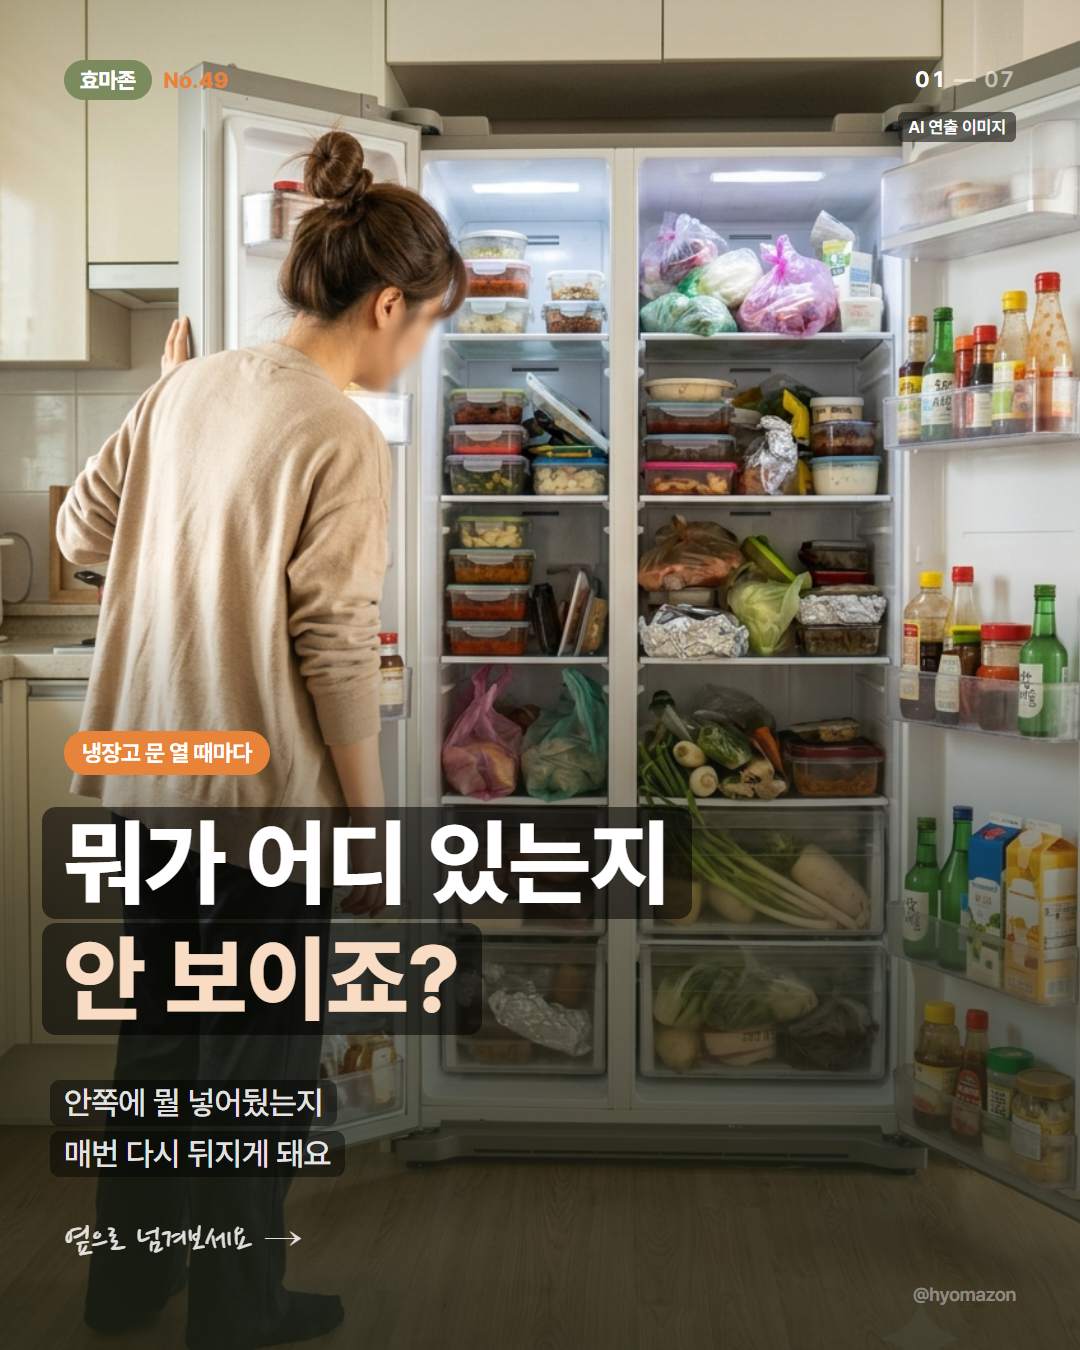 효마존 No.49
01 — 07
AI 연출 이미지
냉장고 문 열 때마다
뭐가 어디 있는지
안 보이죠?
안쪽에 뭘 넣어뒀는지
매번 다시 뒤지게 돼요
옆으로 넘겨보세요 →
@hyomazon